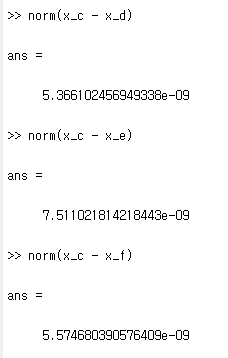 >> norm(x_c - x_d)
ans =
5.366102456949338e-09
>> norm(x_c - x_e)
ans =
7.511021814218443e-09
>> norm(x_c - x_f)
ans =
5.574680390576409e-09